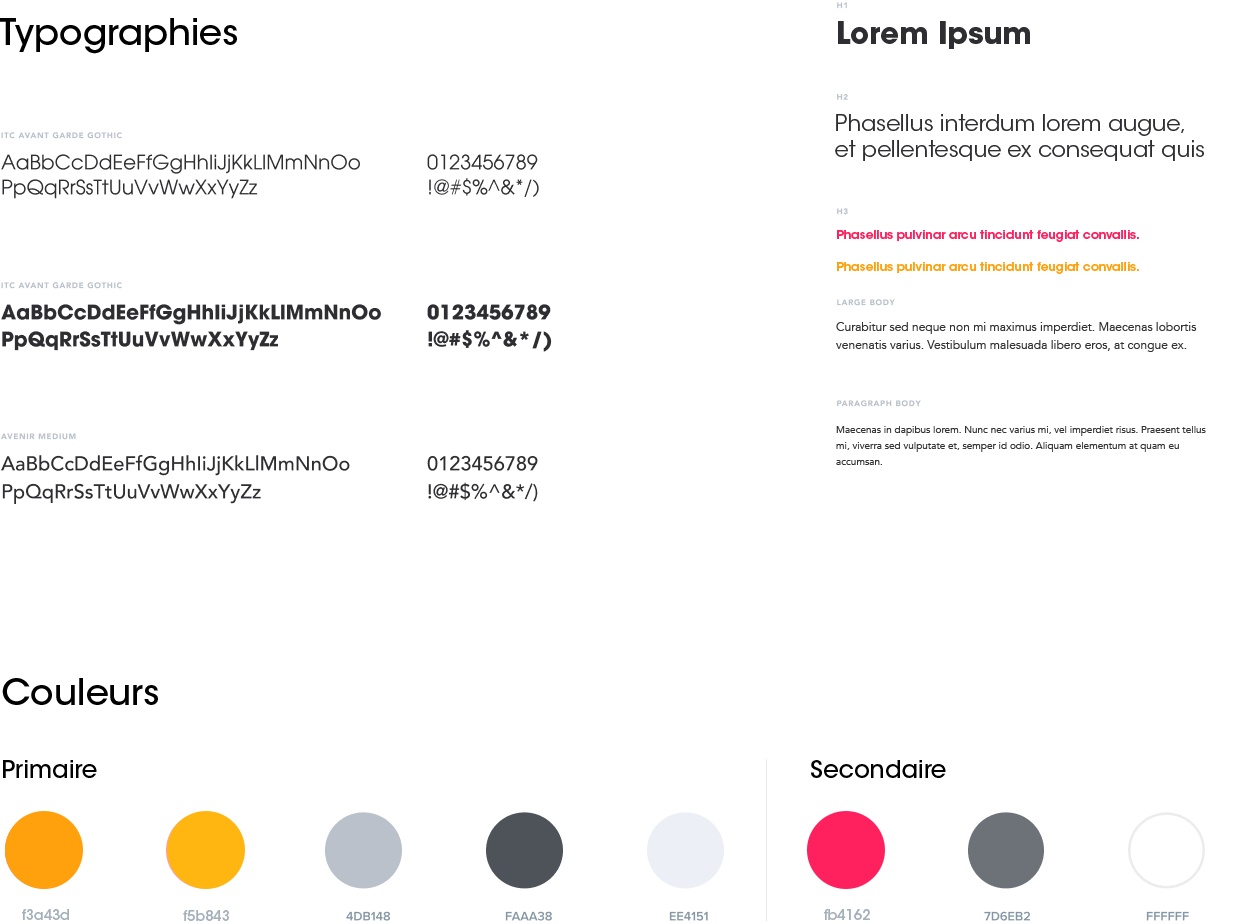 Typographies
ITC AVANT GARDE GOTHIC
AaBbCcDdEeFfGgHhIiJjKkLlMmNnOo
PpQqRrSsTtUuVvWwXxYyZz
0123456789
!@#$%^&*/)
ITC AVANT GARDE GOTHIC
AaBbCcDdEeFfGgHhIiJjKkLlMmNnOo
PpQqRrSsTtUuVvWwXxYyZz
0123456789
!@#$%^&*/)
AVENIR MEDIUM
AaBbCcDdEeFfGgHhIiJjKkLlMmNnOo
PpQqRrSsTtUuVvWwXxYyZz
0123456789
!@#$%^&*/)
H1
Lorem Ipsum
H2
Phasellus interdum lorem augue,
et pellentesque ex consequat quis
H3
Phasellus pulvinar arcu tincidunt feugiat convallis.
Phasellus pulvinar arcu tincidunt feugiat convallis.
LARGE BODY
Curabitur sed neque non mi maximus imperdiet. Maecenas lobortis
venenatis varius. Vestibulum malesuada libero eros, at congue ex.
PARAGRAPH BODY
Maecenas in dapibus lorem. Nunc nec varius mi, vel imperdiet risus. Praesent tellus
mi, viverra sed vulputate et, semper id odio. Aliquam elementum at quam eu
accumsan.
Couleurs
Primaire
f3a43d
f5b843
4DB148
FAAA38
EE4151
Secondaire
fb4162
7D6EB2
FFFFFF